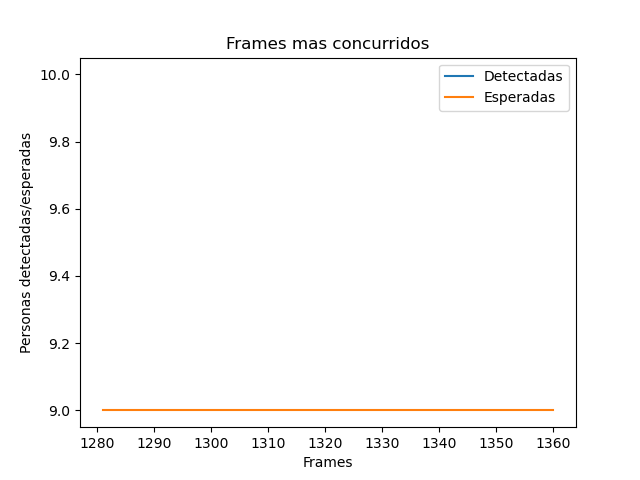 Frames mas concurridos
Detectadas
Esperadas
Personas detectadas/esperadas
10.0
9.8
9.6
9.4
9.2
9.0
1280 1290 1300 1310 1320 1330 1340 1350 1360
Frames